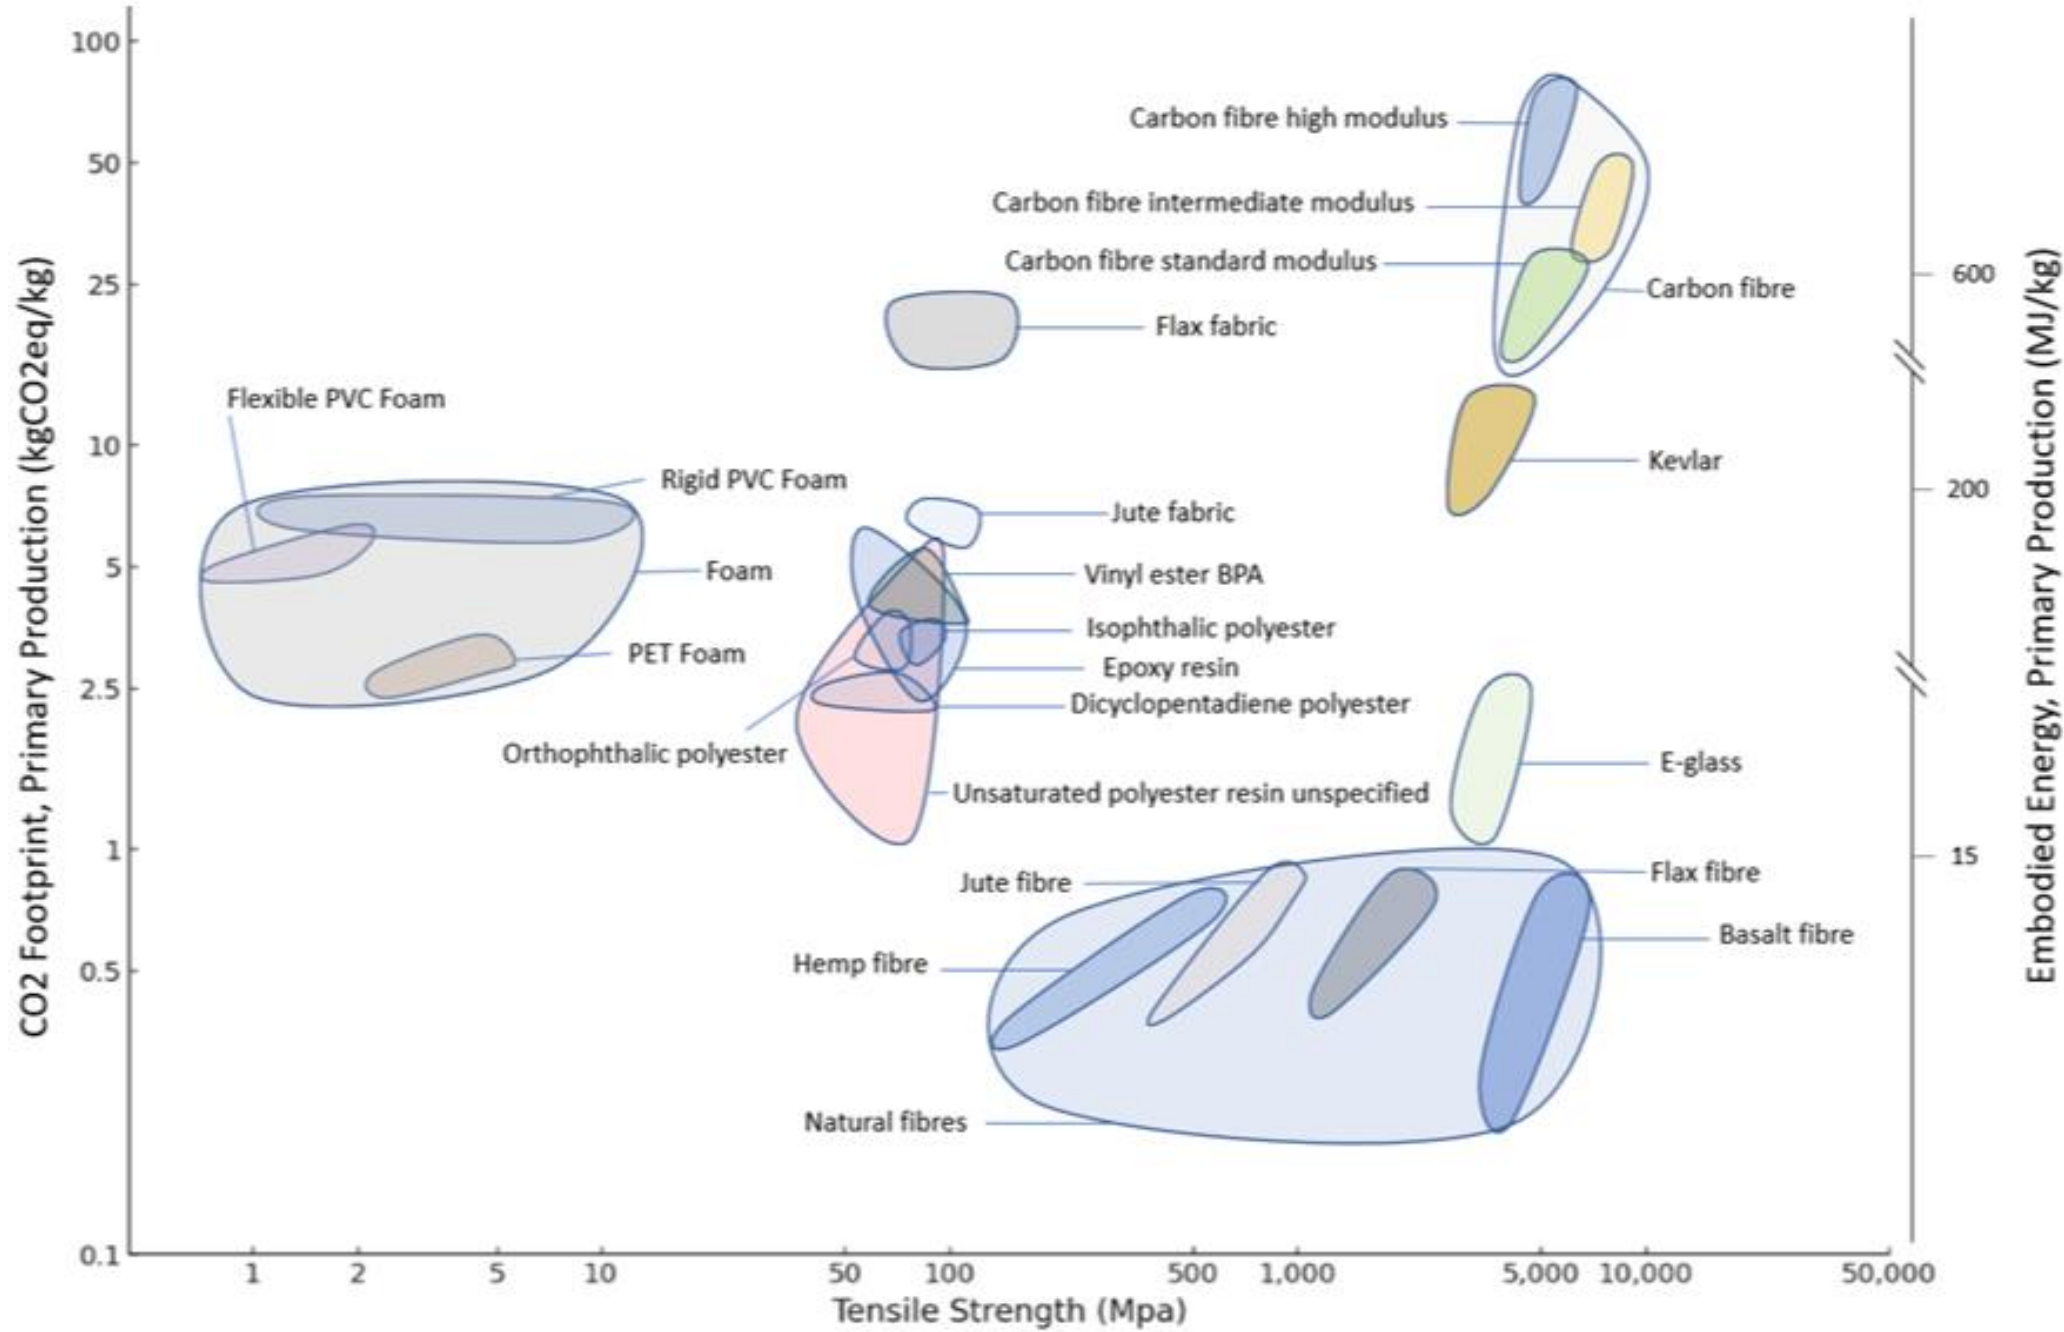 CO2 Footprint, Primary Production (kgCO2eq/kg)
100
50
25
10
5
2.5
1
0.5
0.1
Carbon fibre high modulus
Carbon fibre intermediate modulus
Carbon fibre standard modulus
Carbon fibre
Flax fabric
Flexible PVC Foam
Rigid PVC Foam
Kevlar
Jute fabric
Foam
Vinyl ester BPA
Isophthalic polyester
PET Foam
Epoxy resin
Dicyclopentadiene polyester
Orthophthalic polyester
E-glass
Unsaturated polyester resin unspecified
Jute fibre
Flax fibre
Basalt fibre
Hemp fibre
Natural fibres
600
200
15
Embodied Energy, Primary Production (MJ/kg)
1 2 5 10 50 100 500 1,000 5,000 10,000 50,000
Tensile Strength (Mpa)